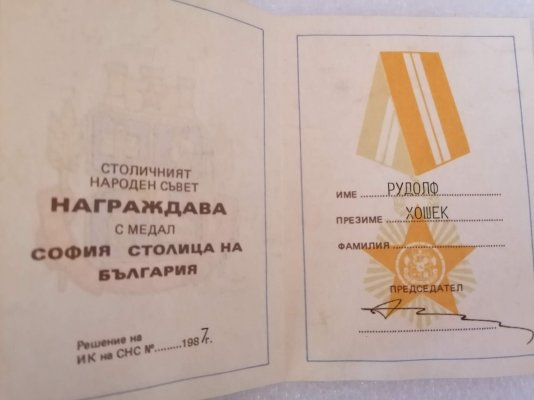 СТОЛИЧНИЯТ
НАРОДЕН СЪВЕТ
НАГРАЖДАВА
С МЕДАЛ
СОФИЯ СТОЛИЦА НА
БЪЛГАРИЯ
Решение на
ИК на СНС №.........1987г.
ИМЕ РУДОЛФ
ПРЕЗИМЕ ХОШЕК
ФАМИЛИЯ
ПРЕДСЕДАТЕЛ